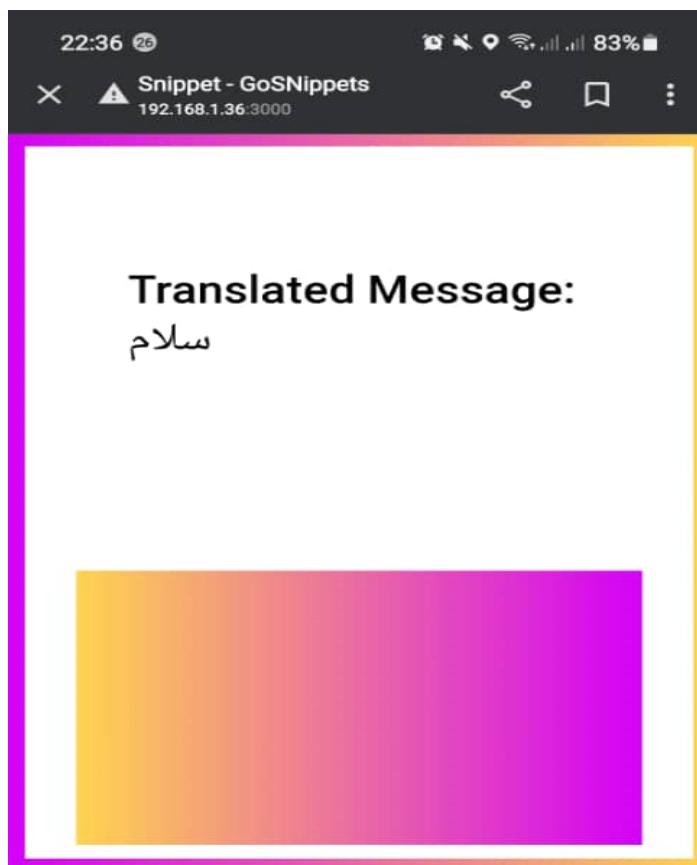 22:36 26 83%
Snippet - GoSNippets
192.168.1.36:3000
Translated Message:
سلام